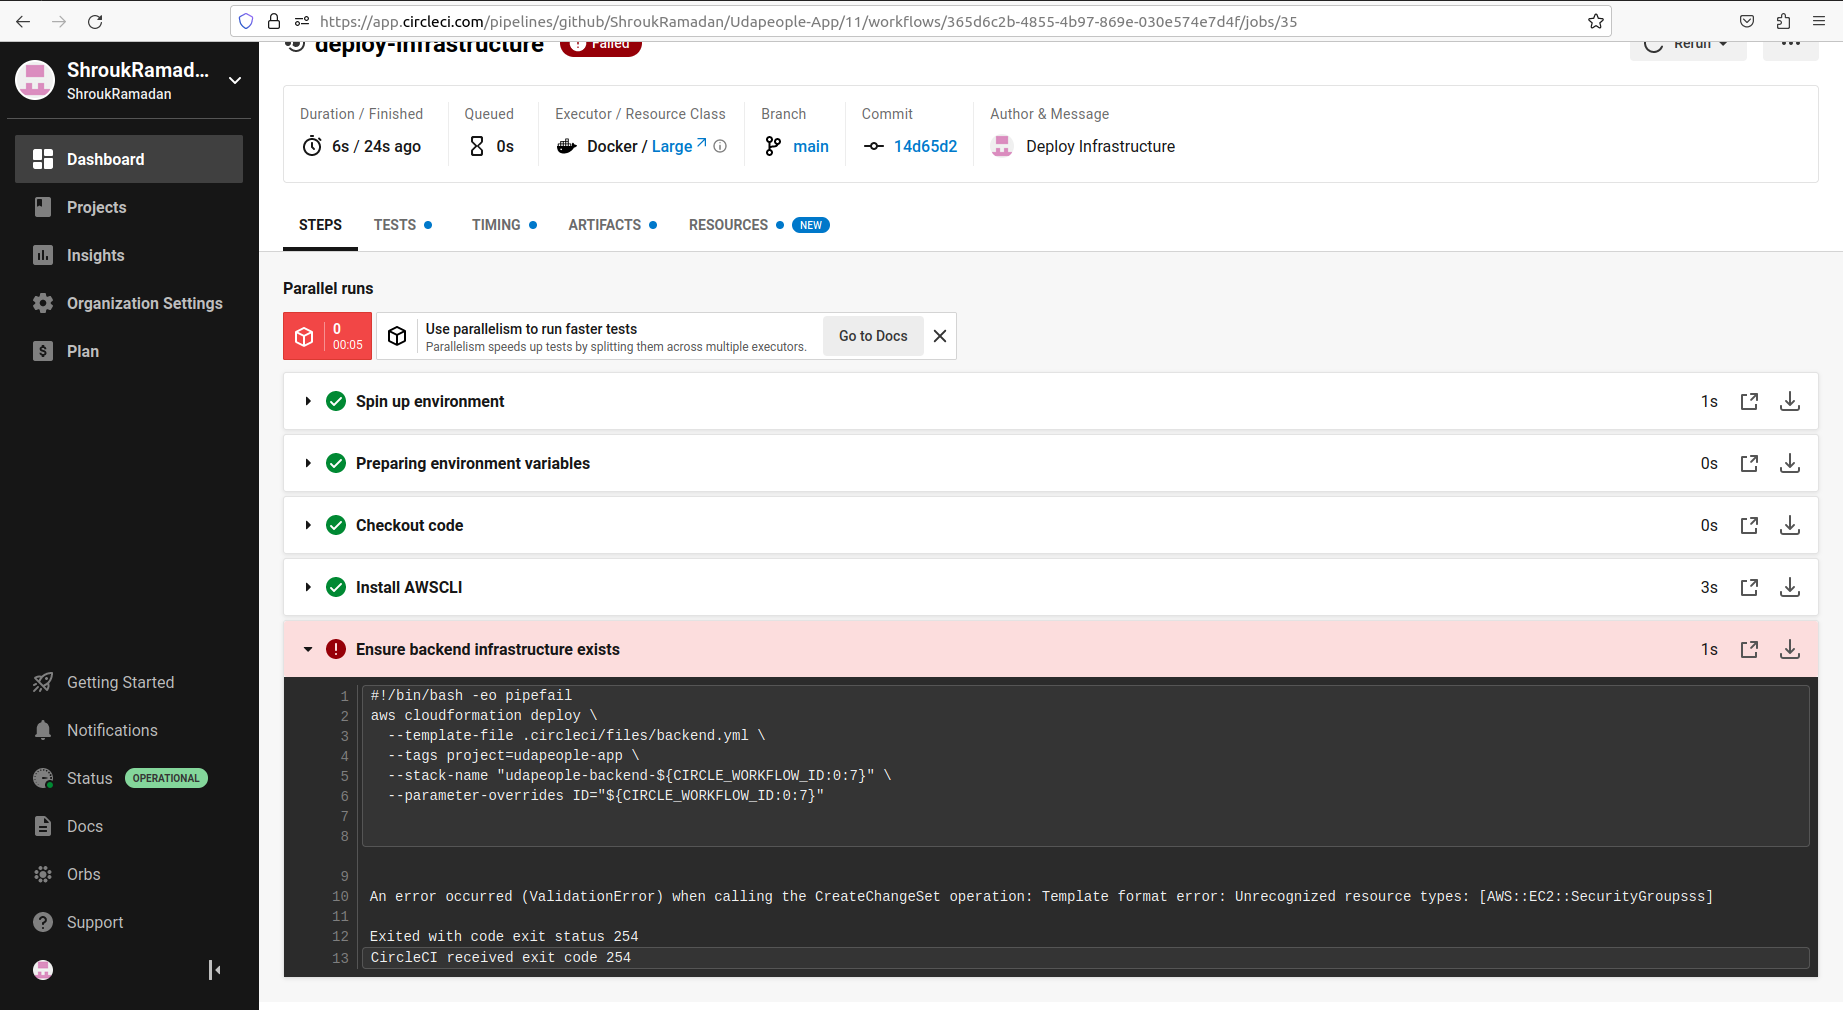 https://app.circleci.com/pipelines/github/ShroukRamadan/Udapeople-App/11/workflows/365d6c2b-4855-4b97-869e-030e574e7d4f/jobs/35
ShroukRamad...
ShroukRamadan
Dashboard
Projects
Insights
Organization Settings
Plan
Getting Started
Notifications
Status OPERATIONAL
Docs
Orbs
Support
deploy-infrastructure Failed
Rerun
Duration / Finished
6s / 24s ago
Queued
0s
Executor / Resource Class
Docker / Large
Branch
main
Commit
14d65d2
Author & Message
Deploy Infrastructure
STEPS TESTS TIMING ARTIFACTS RESOURCES NEW
Parallel runs
0
00:05
Use parallelism to run faster tests
Parallelism speeds up tests by splitting them across multiple executors.
Go to Docs
Spin up environment 1s
Preparing environment variables 0s
Checkout code 0s
Install AWSCLI 3s
Ensure backend infrastructure exists 1s
1 #!/bin/bash -eo pipefail
2 aws cloudformation deploy \
3 --template-file .circleci/files/backend.yml \
4 --tags project=udapeople-app \
5 --stack-name "udapeople-backend-${CIRCLE_WORKFLOW_ID:0:7}" \
6 --parameter-overrides ID="${CIRCLE_WORKFLOW_ID:0:7}"
7
8
9
10 An error occurred (ValidationError) when calling the CreateChangeSet operation: Template format error: Unrecognized resource types: [AWS::EC2::SecurityGroupsss]
11
12 Exited with code exit status 254
13 CircleCI received exit code 254